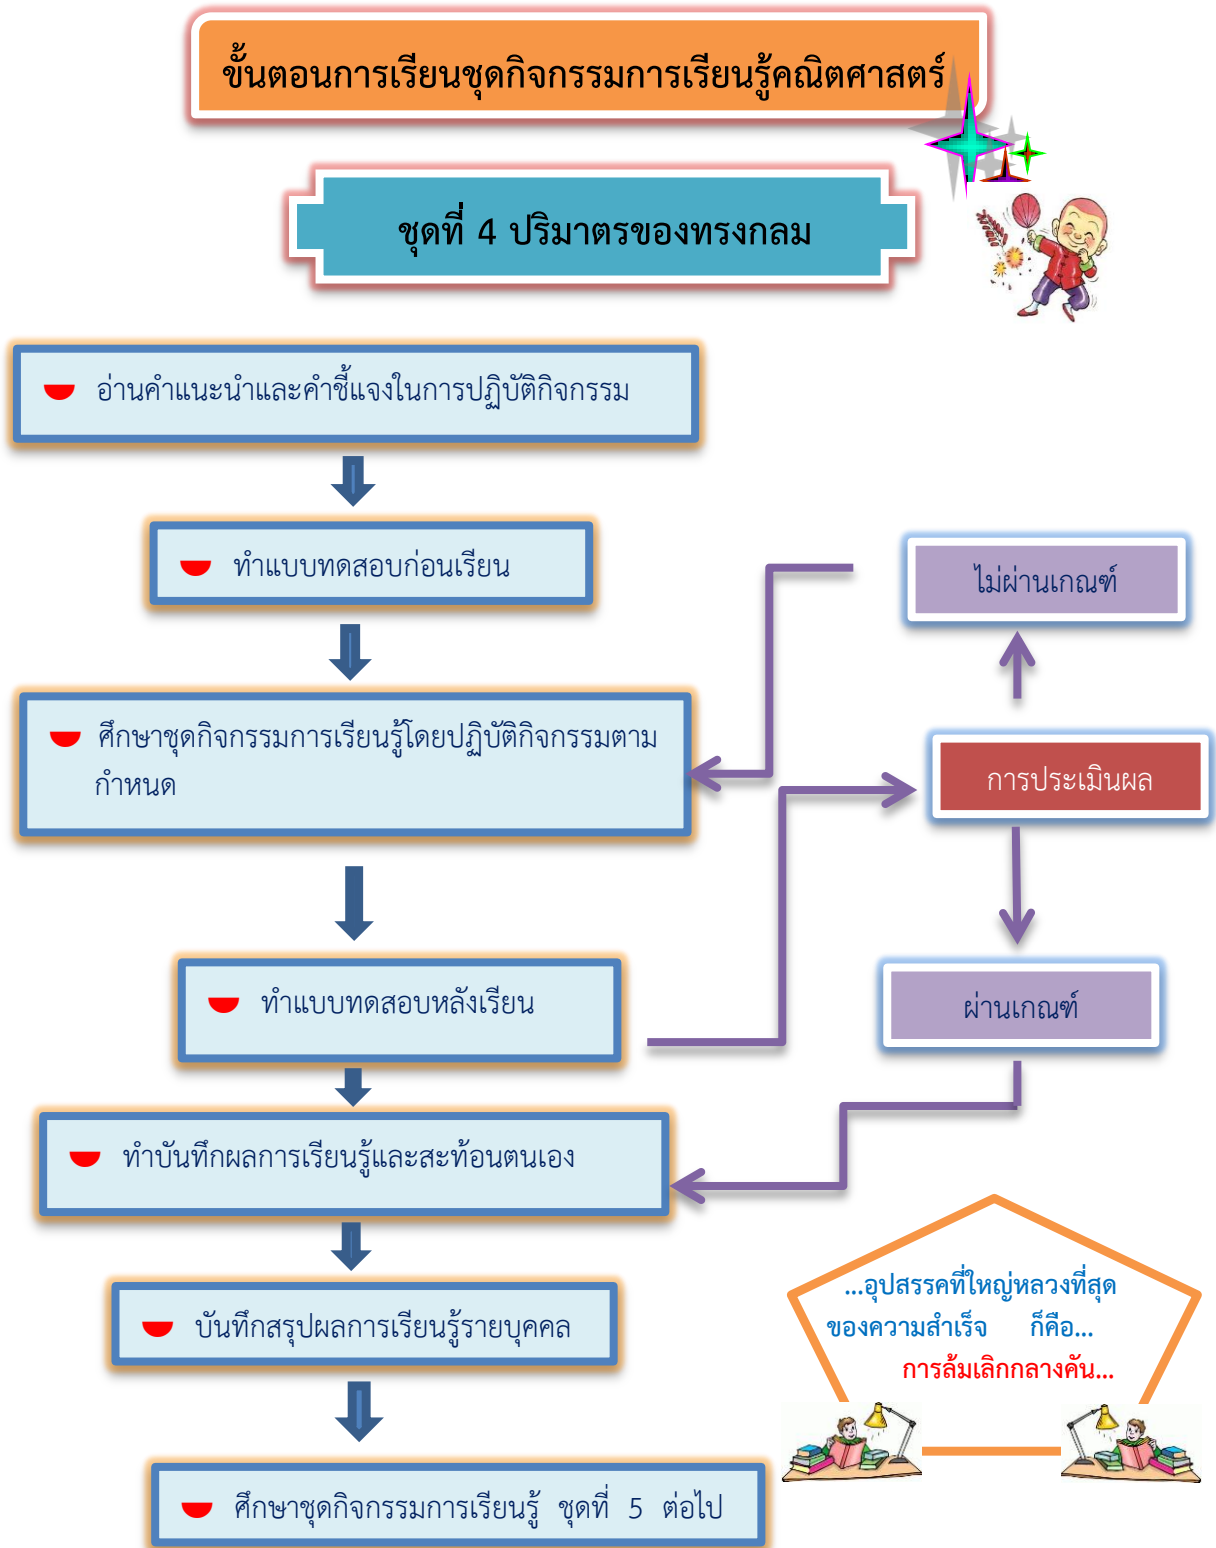 ขั้นตอนการเรียนชุดกิจกรรมการเรียนรู้คณิตศาสตร์
ชุดที่ 4 ปริมาตรของทรงกลม
อ่านคำแนะนำและคำชี้แจงในการปฏิบัติกิจกรรม
ทำแบบทดสอบก่อนเรียน
ไม่ผ่านเกณฑ์
ศึกษาชุดกิจกรรมการเรียนรู้โดยปฏิบัติกิจกรรมตาม
กำหนด
การประเมินผล
ทำแบบทดสอบหลังเรียน
ผ่านเกณฑ์
ทำบันทึกผลการเรียนรู้และสะท้อนตนเอง
บันทึกสรุปผลการเรียนรู้รายบุคคล
...อุปสรรคที่ใหญ่หลวงที่สุด
ของความสำเร็จ ก็คือ...
การล้มเลิกกลางคัน...
ศึกษาชุดกิจกรรมการเรียนรู้ ชุดที่ 5 ต่อไป